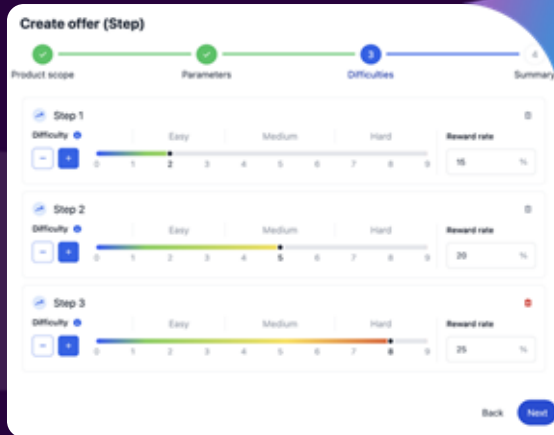 Create offer (Step)
3 4
Product scope Parameters Difficulties Summary
Step 1
Difficulty Easy Medium Hard Reward rate
− + 0 1 2 3 4 5 6 7 8 9 15 %
Step 2
Difficulty Easy Medium Hard Reward rate
− + 0 1 2 3 4 5 6 7 8 9 20 %
Step 3
Difficulty Easy Medium Hard Reward rate
− + 0 1 2 3 4 5 6 7 8 9 25 %
Back Next